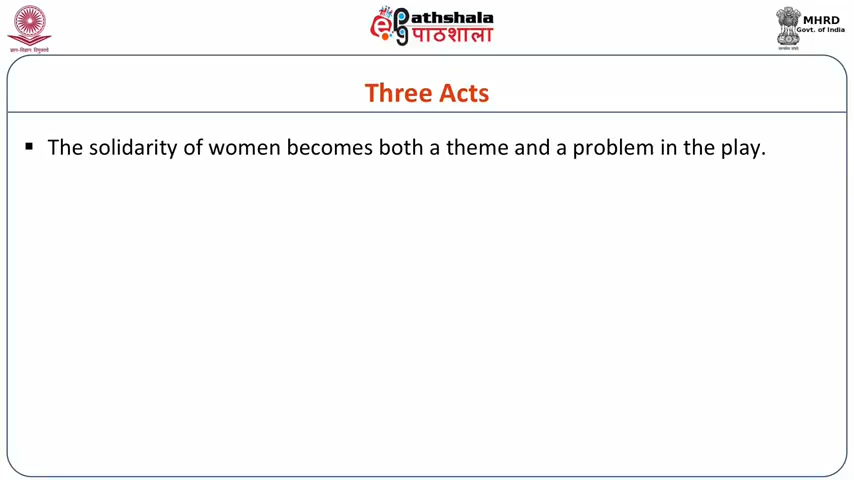 ePathshala
पाठशाला
MHRD
Govt. of India
Three Acts
▪ The solidarity of women becomes both a theme and a problem in the play.